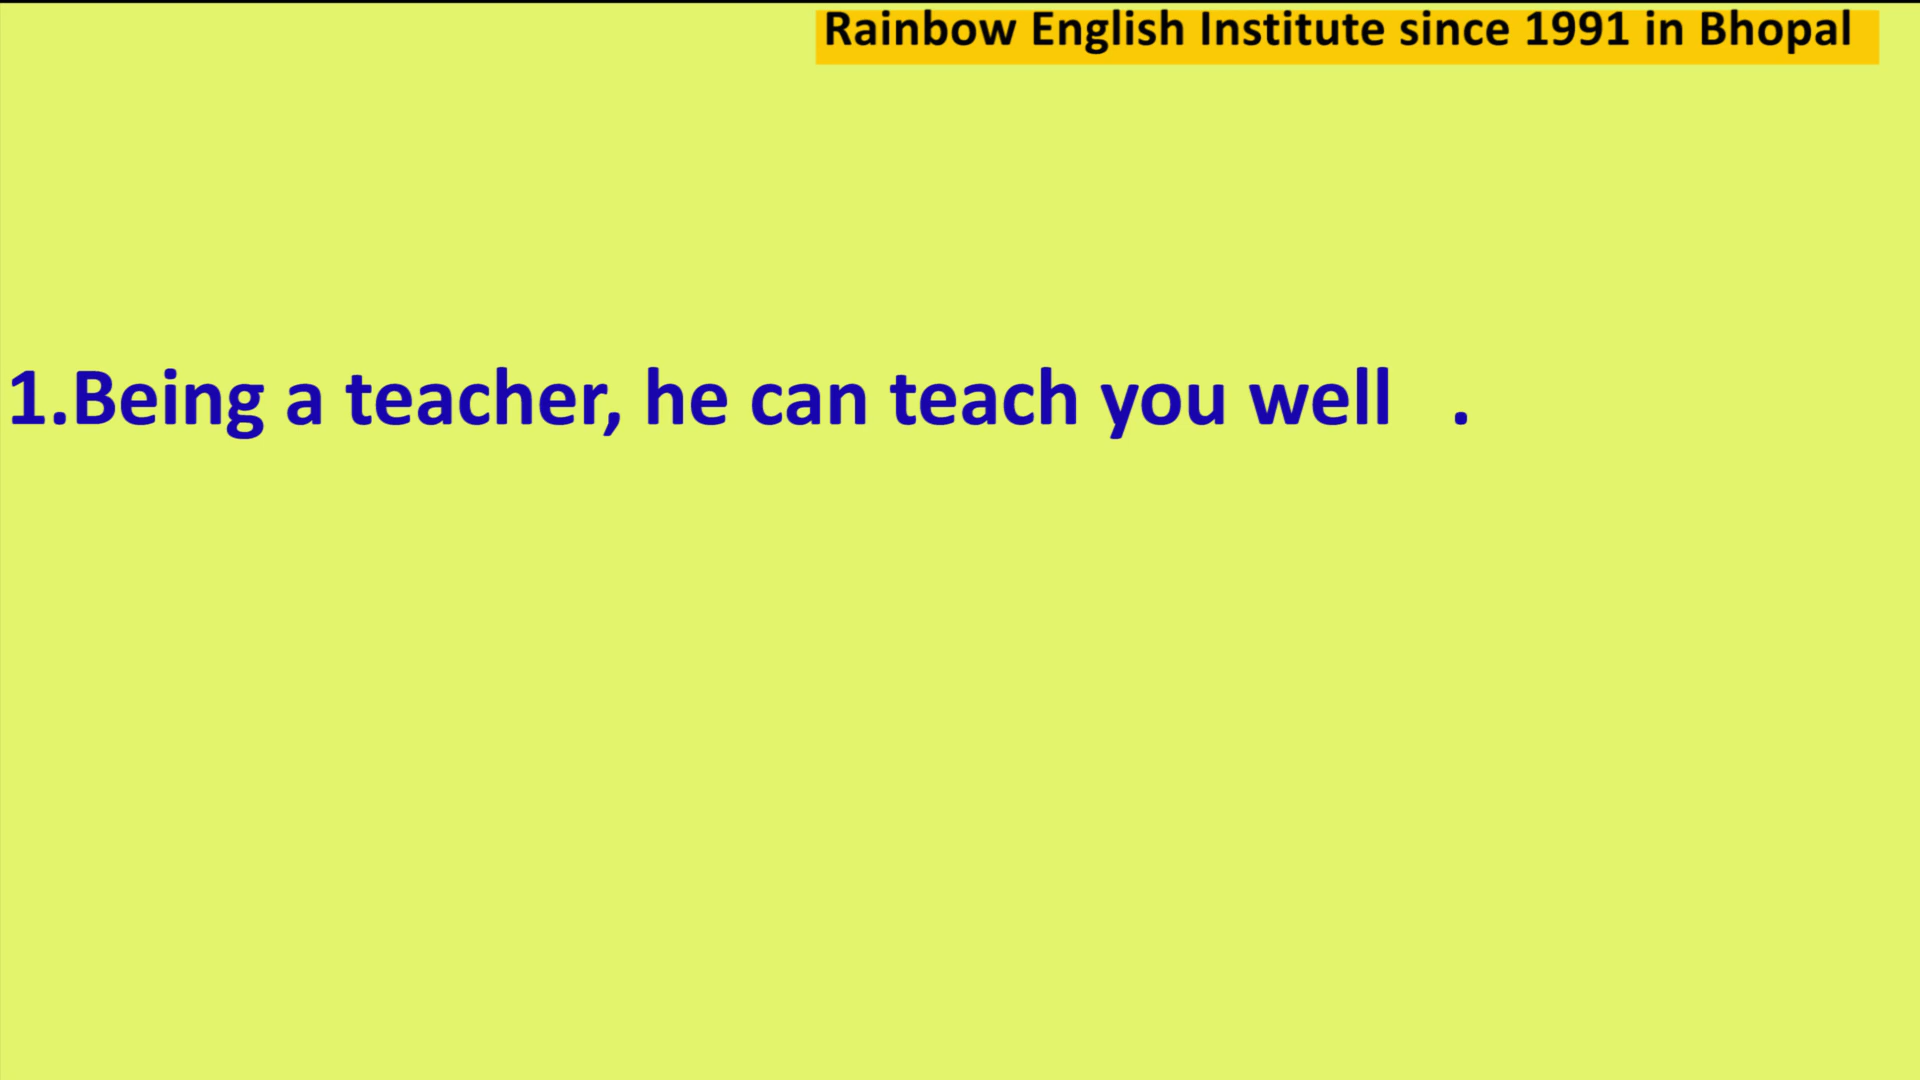 Rainbow English Institute since 1991 in Bhopal
1.Being a teacher, he can teach you well   .